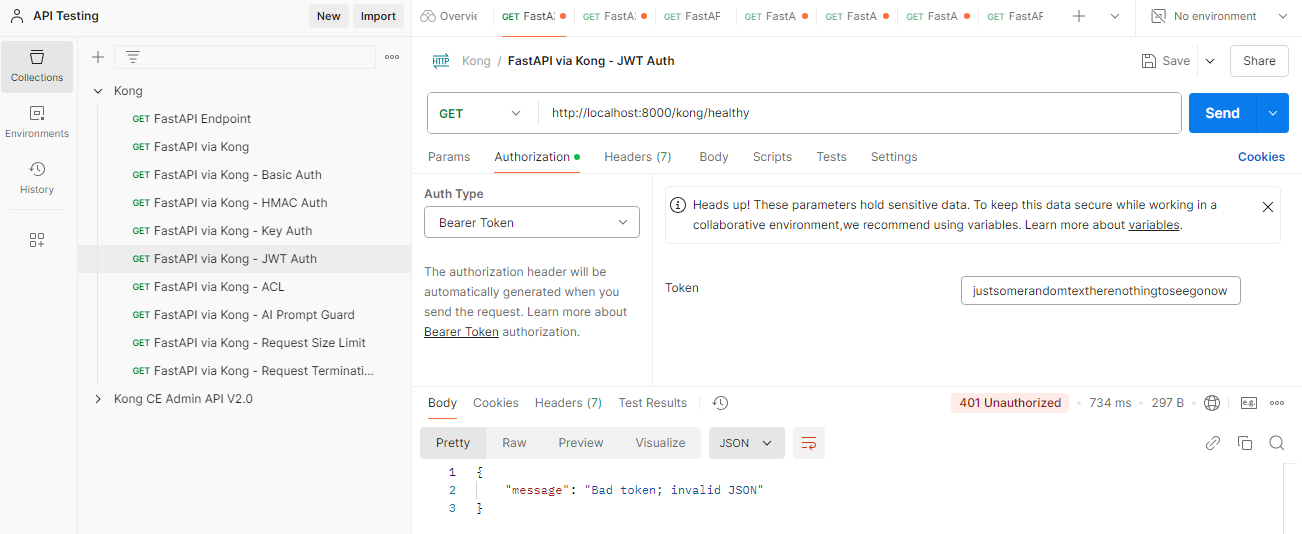 API Testing
New
Import
Overvie
GET FastA
GET FastA
GET FastAF
GET FastA
GET FastA
GET FastA
GET FastAF
No environment
Collections
Environments
History
Kong
GET FastAPI Endpoint
GET FastAPI via Kong
GET FastAPI via Kong - Basic Auth
GET FastAPI via Kong - HMAC Auth
GET FastAPI via Kong - Key Auth
GET FastAPI via Kong - JWT Auth
GET FastAPI via Kong - ACL
GET FastAPI via Kong - AI Prompt Guard
GET FastAPI via Kong - Request Size Limit
GET FastAPI via Kong - Request Terminati...
Kong CE Admin API V2.0
HTTP Kong / FastAPI via Kong - JWT Auth
Save
Share
GET http://localhost:8000/kong/healthy
Send
Params Authorization Headers (7) Body Scripts Tests Settings
Cookies
Auth Type
Bearer Token
The authorization header will be
automatically generated when you
send the request. Learn more about
Bearer Token authorization.
Heads up! These parameters hold sensitive data. To keep this data secure while working in a
collaborative environment,we recommend using variables. Learn more about variables.
Token
justsomerandomtextherenothingtoseegonow
Body Cookies Headers (7) Test Results
401 Unauthorized • 734 ms • 297 B • e.g.
Pretty Raw Preview Visualize JSON
1 {
2 "message": "Bad token; invalid JSON"
3 }